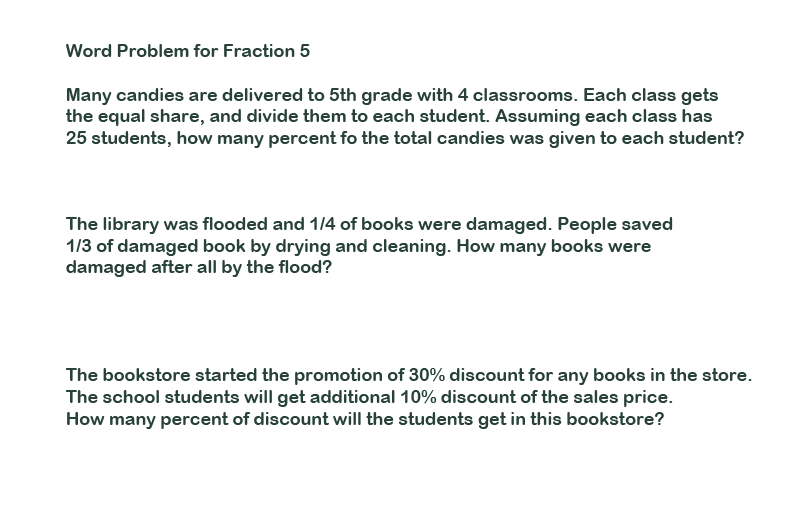 Word Problem for Fraction 5
Many candies are delivered to 5th grade with 4 classrooms. Each class gets
the equal share, and divide them to each student. Assuming each class has
25 students, how many percent fo the total candies was given to each student?
The library was flooded and 1/4 of books were damaged. People saved
1/3 of damaged book by drying and cleaning. How many books were
damaged after all by the flood?
The bookstore started the promotion of 30% discount for any books in the store.
The school students will get additional 10% discount of the sales price.
How many percent of discount will the students get in this bookstore?